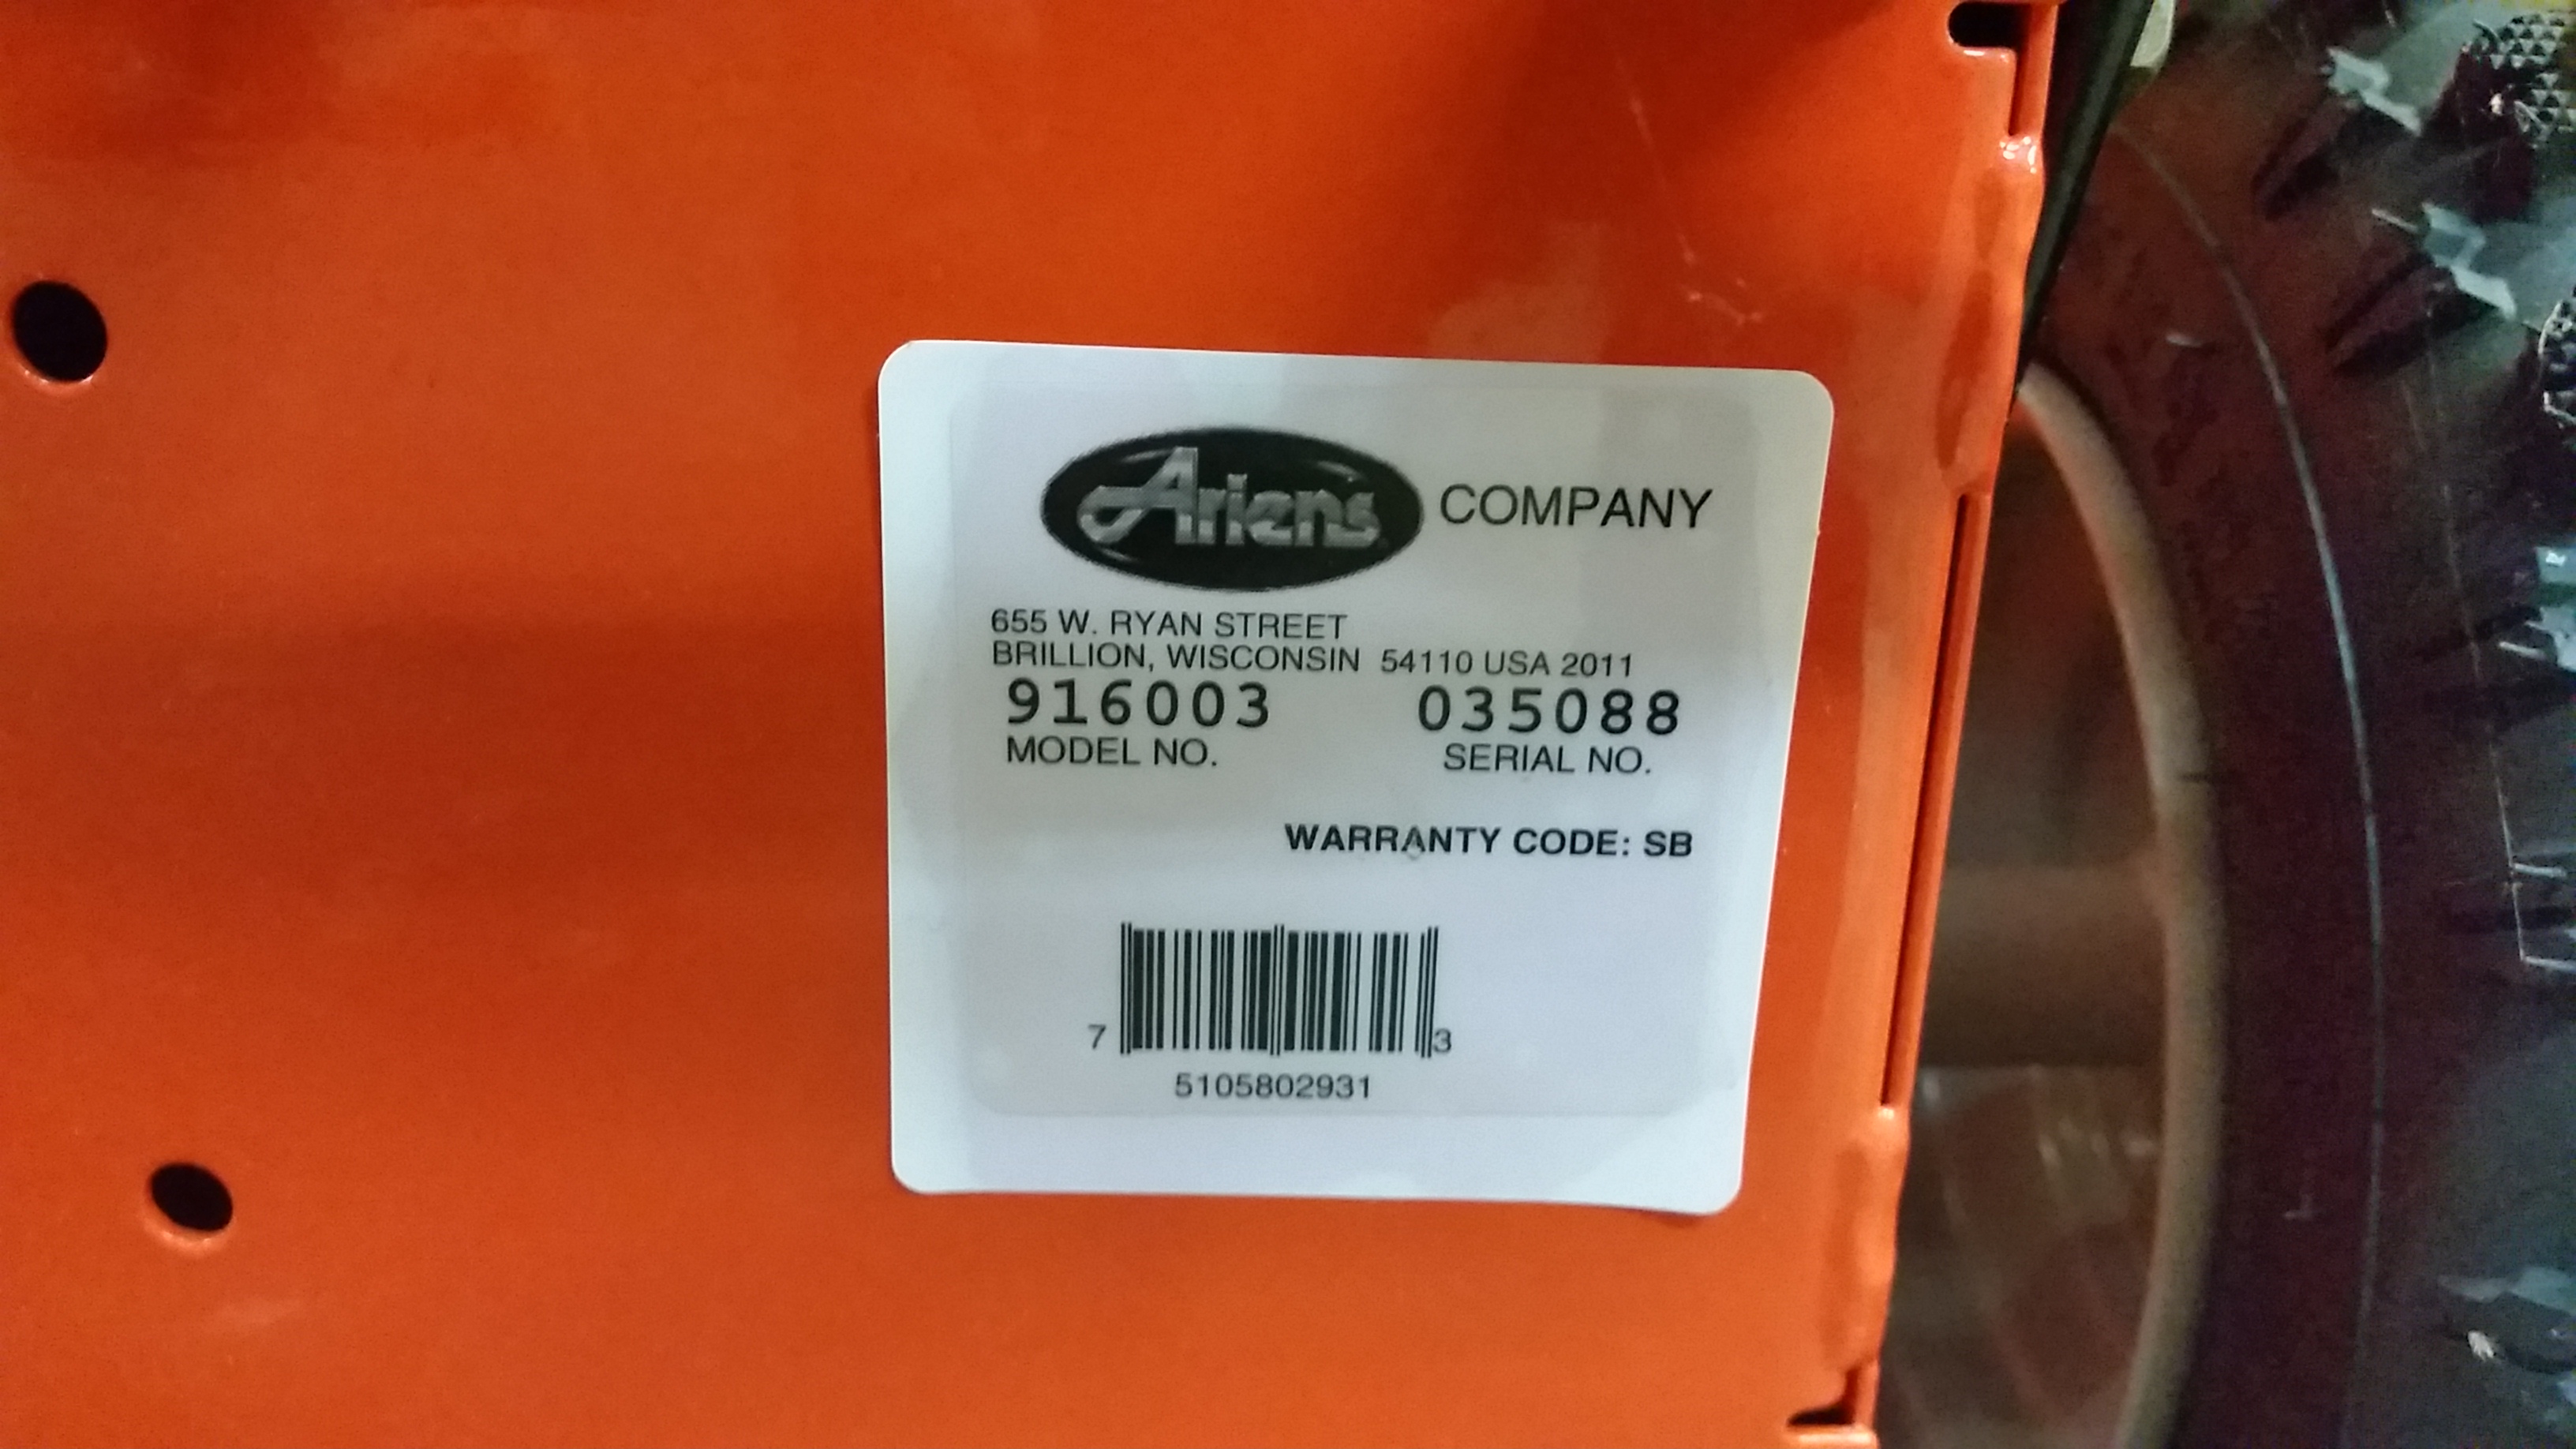 Ariens COMPANY
655 W. RYAN STREET
BRILLION, WISCONSIN 54110 USA 2011
916003 035088
MODEL NO. SERIAL NO.
WARRANTY CODE: SB
7 3
5105802931